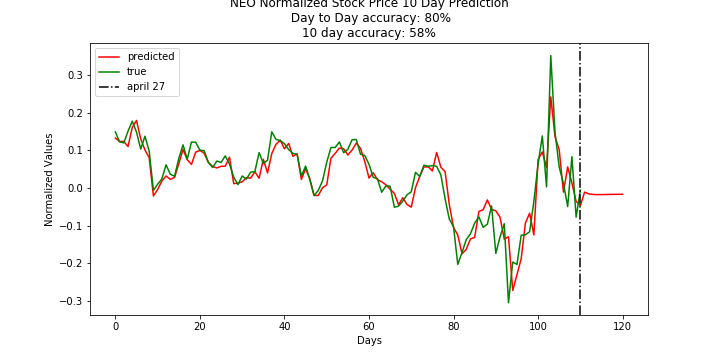 NEO Normalized Stock Price 10 Day Prediction
Day to Day accuracy: 80%
10 day accuracy: 58%
predicted
true
april 27
Normalized Values
0.3
0.2
0.1
0.0
−0.1
−0.2
−0.3
0 20 40 60 80 100 120
Days